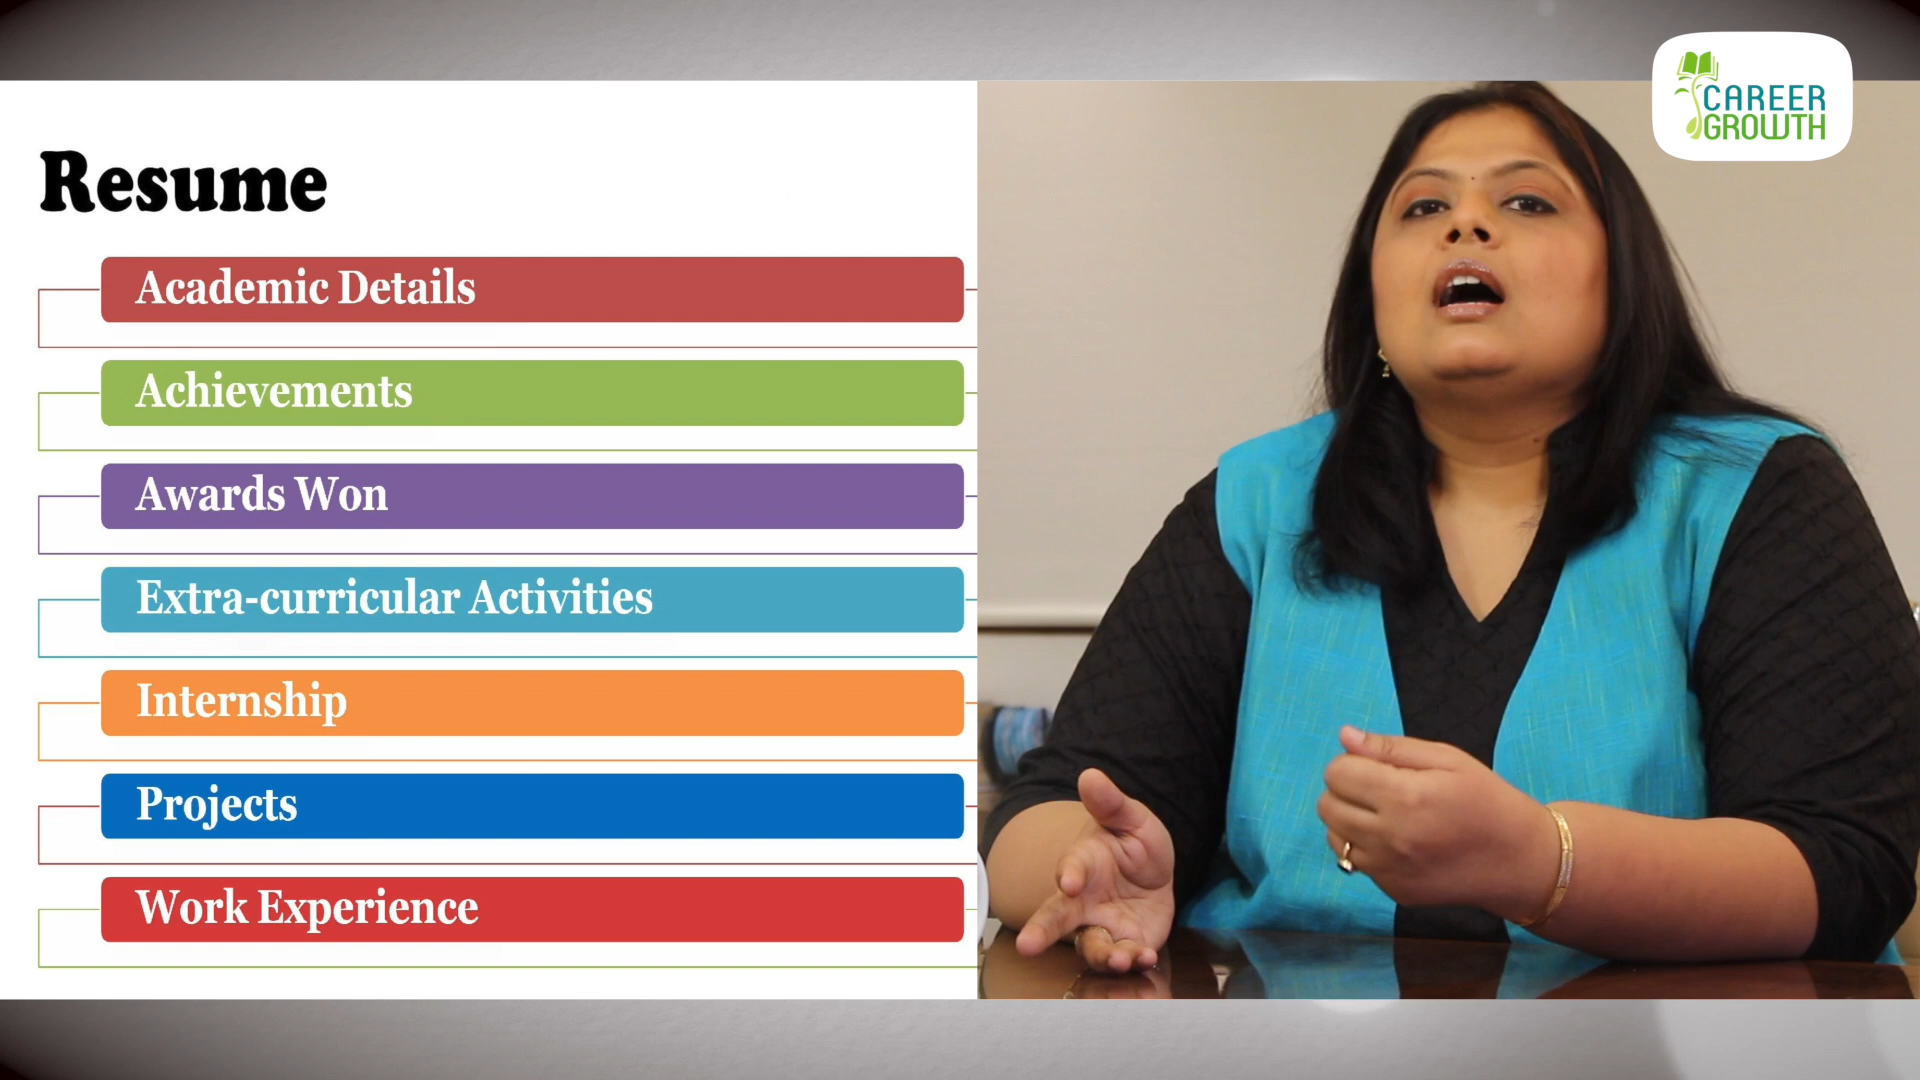 Resume
Academic Details
Achievements
Awards Won
Extra-curricular Activities
Internship
Projects
Work Experience
CAREER
GROWTH